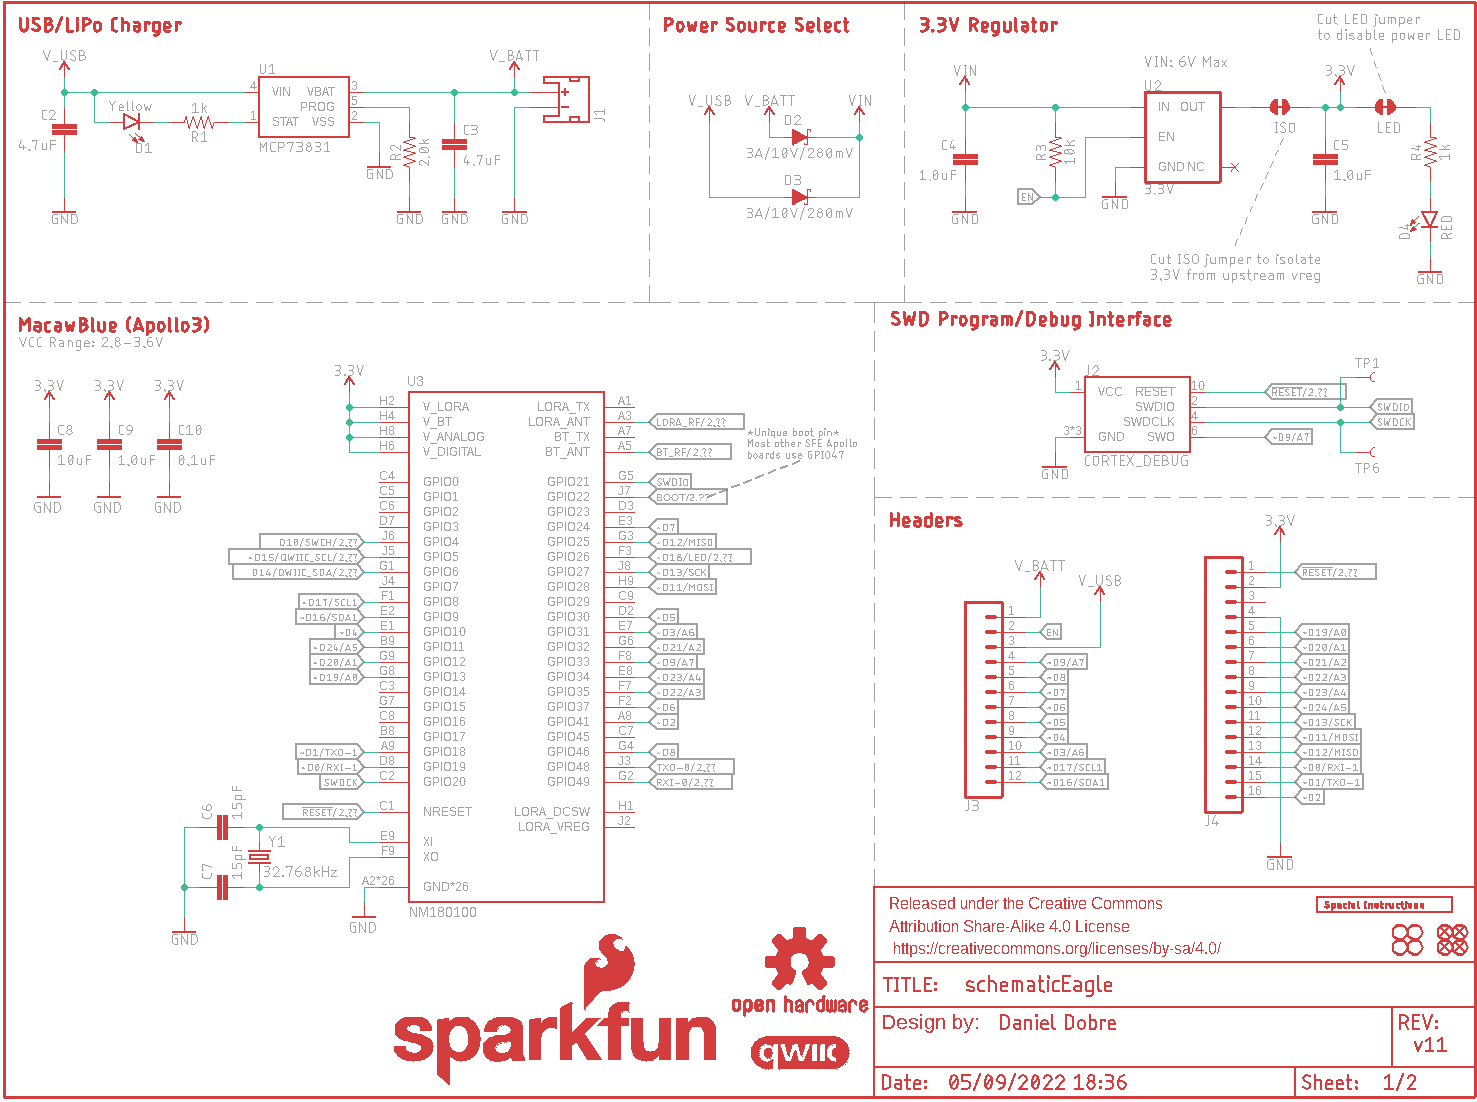 USB/LiPo Charger
V_USB
C2
4.7uF
GND
Yellow
D1
1k
R1
U1
4 VIN VBAT 3
PROG 5
1 STAT VSS 2
MCP73831
GND
R2
2.0k
GND
C3
4.7uF
GND
V_BATT
GND
+
-
J1
Power Source Select
V_USB V_BATT VIN
D2
3A/10V/280mV
D3
3A/10V/280mV
3.3V Regulator
Cut LED jumper
to disable power LED
VIN
VIN: 6V Max
U2
IN OUT
EN
GND NC
3.3V
C4
1.0uF
GND
R3
10k
EN
GND
ISO
3.3V
C5
1.0uF
GND
LED
R4
1k
D4
RED
GND
Cut ISO jumper to isolate
3.3V from upstream vreg
MacawBlue (Apollo3)
VCC Range: 2.8-3.6V
3.3V 3.3V 3.3V
C8 C9 C10
10uF 1.0uF 0.1uF
GND GND GND
3.3V
U3
H2 V_LORA LORA_TX A1
H4 V_BT LORA_ANT A3 LORA_RF/2.??
H8 V_ANALOG BT_TX A7
H6 V_DIGITAL BT_ANT A5 BT_RF/2.??
*Unique boot pin*
Most other SFE Apollo
boards use GPIO47
C4 GPIO0 GPIO21 G5 SWDIO
C5 GPIO1 GPIO22 J7 BOOT/2.??
C6 GPIO2 GPIO23 D3
D7 GPIO3 GPIO24 E3 ~D7
D10/SWCH/2.?? J6 GPIO4 GPIO25 G3 ~D12/MISO
~D15/QWIIC_SCL/2.?? J5 GPIO5 GPIO26 F3 ~D18/LED/2.??
D14/QWIIC_SDA/2.?? G1 GPIO6 GPIO27 J8 ~D13/SCK
J4 GPIO7 GPIO28 H9 ~D11/MOSI
~D17/SCL1 F1 GPIO8 GPIO29 C9
~D16/SDA1 E2 GPIO9 GPIO30 D2 ~D5
~D4 E1 GPIO10 GPIO31 E7 ~D3/A6
~D24/A5 B9 GPIO11 GPIO32 G6 ~D21/A2
~D20/A1 G9 GPIO12 GPIO33 F8 ~D9/A7
~D19/A0 G8 GPIO13 GPIO34 E8 ~D23/A4
C3 GPIO14 GPIO35 F7 ~D22/A3
G7 GPIO15 GPIO37 F2 ~D6
C8 GPIO16 GPIO41 A8 ~D2
B8 GPIO17 GPIO45 C7
~D1/TXO-1 A9 GPIO18 GPIO46 G4 ~D8
~D0/RXI-1 D8 GPIO19 GPIO48 J3 TXO-0/2.??
SWDCK C2 GPIO20 GPIO49 G2 RXI-0/2.??
RESET/2.?? C1 NRESET LORA_DCSW H1
LORA_VREG J2
E9 XI
F9 XO
A2*26 GND*26
NM180100
GND
C6
15pF
Y1
32.768kHz
C7
15pF
GND
SWD Program/Debug Interface
3.3V
J2
1 VCC RESET 10 RESET/2.??
SWDIO 2 SWDIO
SWDCLK 4 SWDCK
3*3 GND SWO 6 ~D9/A7
CORTEX_DEBUG
GND
TP1
TP6
Headers
V_BATT
V_USB
1
2 EN
3
4 ~D9/A7
5 ~D8
6 ~D7
7 ~D6
8 ~D5
9 ~D4
10 ~D3/A6
11 ~D17/SCL1
12 ~D16/SDA1
J3
3.3V
1 RESET/2.??
2
3
4
5 ~D19/A0
6 ~D20/A1
7 ~D21/A2
8 ~D22/A3
9 ~D23/A4
10 ~D24/A5
11 ~D13/SCK
12 ~D11/MOSI
13 ~D12/MISO
14 ~D0/RXI-1
15 ~D1/TXO-1
16 ~D2
J4
GND
sparkfun
open hardware
qwiic
Released under the Creative Commons
Attribution Share-Alike 4.0 License
https://creativecommons.org/licenses/by-sa/4.0/
Special Instructions
TITLE: schematicEagle
Design by: Daniel Dobre
REV:
v11
Date: 05/09/2022 18:36
Sheet: 1/2